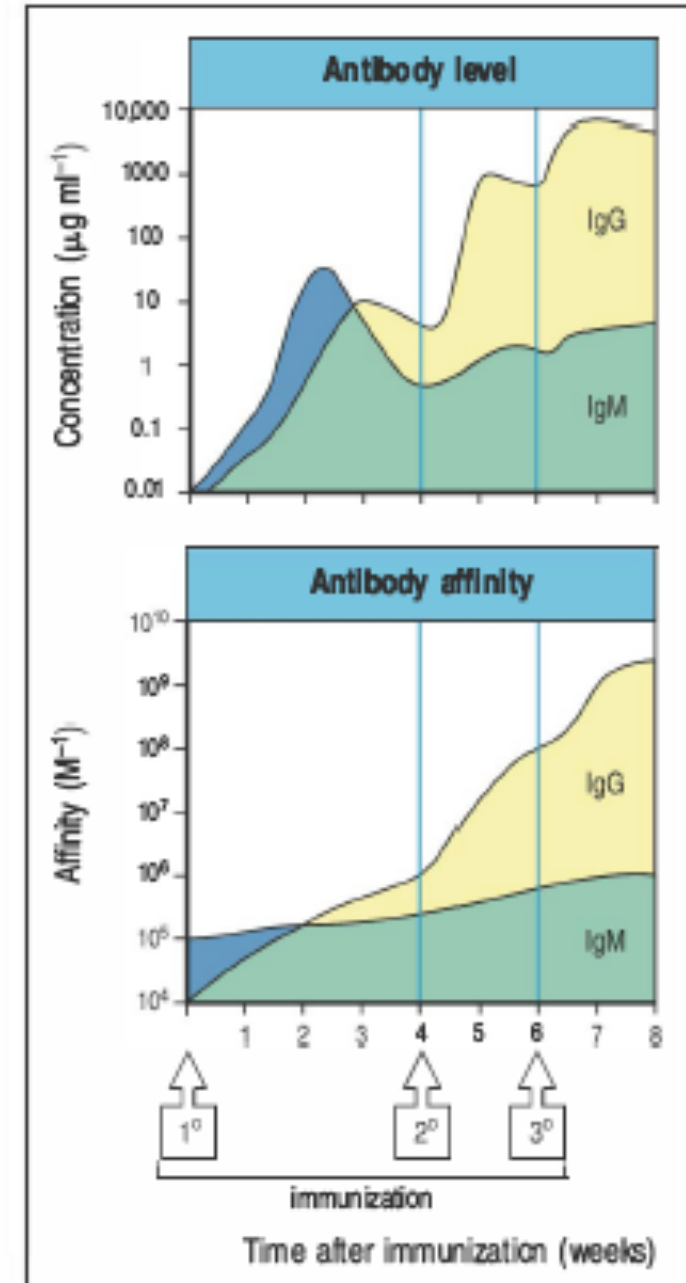 Antibody level
Concentration (μg ml⁻¹)
10,000
1000
100
10
1
0.1
0.01
IgG
IgM
Antibody affinity
Affinity (M⁻¹)
10¹⁰
10⁹
10⁸
10⁷
10⁶
10⁵
10⁴
IgG
IgM
1 2 3 4 5 6 7 8
1° 2° 3°
immunization
Time after immunization (weeks)